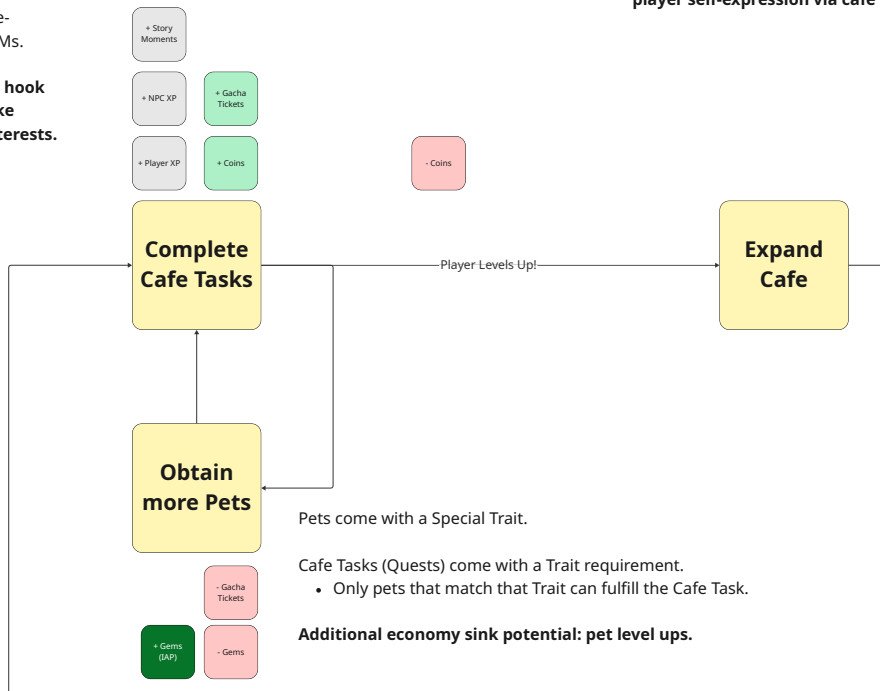 player self-expression via cafe
e-
Ms.
hook
ke
terests.
+ Story
Moments
+ NPC XP
+ Gacha
Tickets
+ Player XP
+ Coins
- Coins
Complete
Cafe Tasks
Player Levels Up!
Expand
Cafe
Obtain
more Pets
Pets come with a Special Trait.
Cafe Tasks (Quests) come with a Trait requirement.
• Only pets that match that Trait can fulfill the Cafe Task.
- Gacha
Tickets
Additional economy sink potential: pet level ups.
+ Gems
(IAP)
- Gems